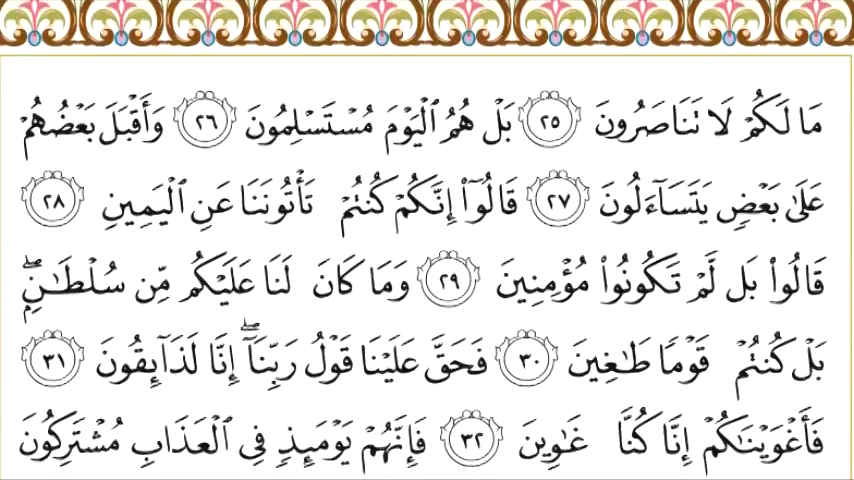 مَا لَكُمْ لَا تَنَاصَرُونَ ٢٥ بَلْ هُمُ ٱلْيَوْمَ مُسْتَسْلِمُونَ ٢٦ وَأَقْبَلَ بَعْضُهُمْ
عَلَىٰ بَعْضٍ يَتَسَآءَلُونَ ٢٧ قَالُوٓا۟ إِنَّكُمْ كُنتُمْ تَأْتُونَنَا عَنِ ٱلْيَمِينِ ٢٨
قَالُوا۟ بَل لَّمْ تَكُونُوا۟ مُؤْمِنِينَ ٢٩ وَمَا كَانَ لَنَا عَلَيْكُم مِّن سُلْطَـٰنٍۭ ۖ
بَلْ كُنتُمْ قَوْمًا طَـٰغِينَ ٣٠ فَحَقَّ عَلَيْنَا قَوْلُ رَبِّنَآ ۖ إِنَّا لَذَآئِقُونَ ٣١
فَأَغْوَيْنَـٰكُمْ إِنَّا كُنَّا غَـٰوِينَ ٣٢ فَإِنَّهُمْ يَوْمَئِذٍ فِى ٱلْعَذَابِ مُشْتَرِكُونَ